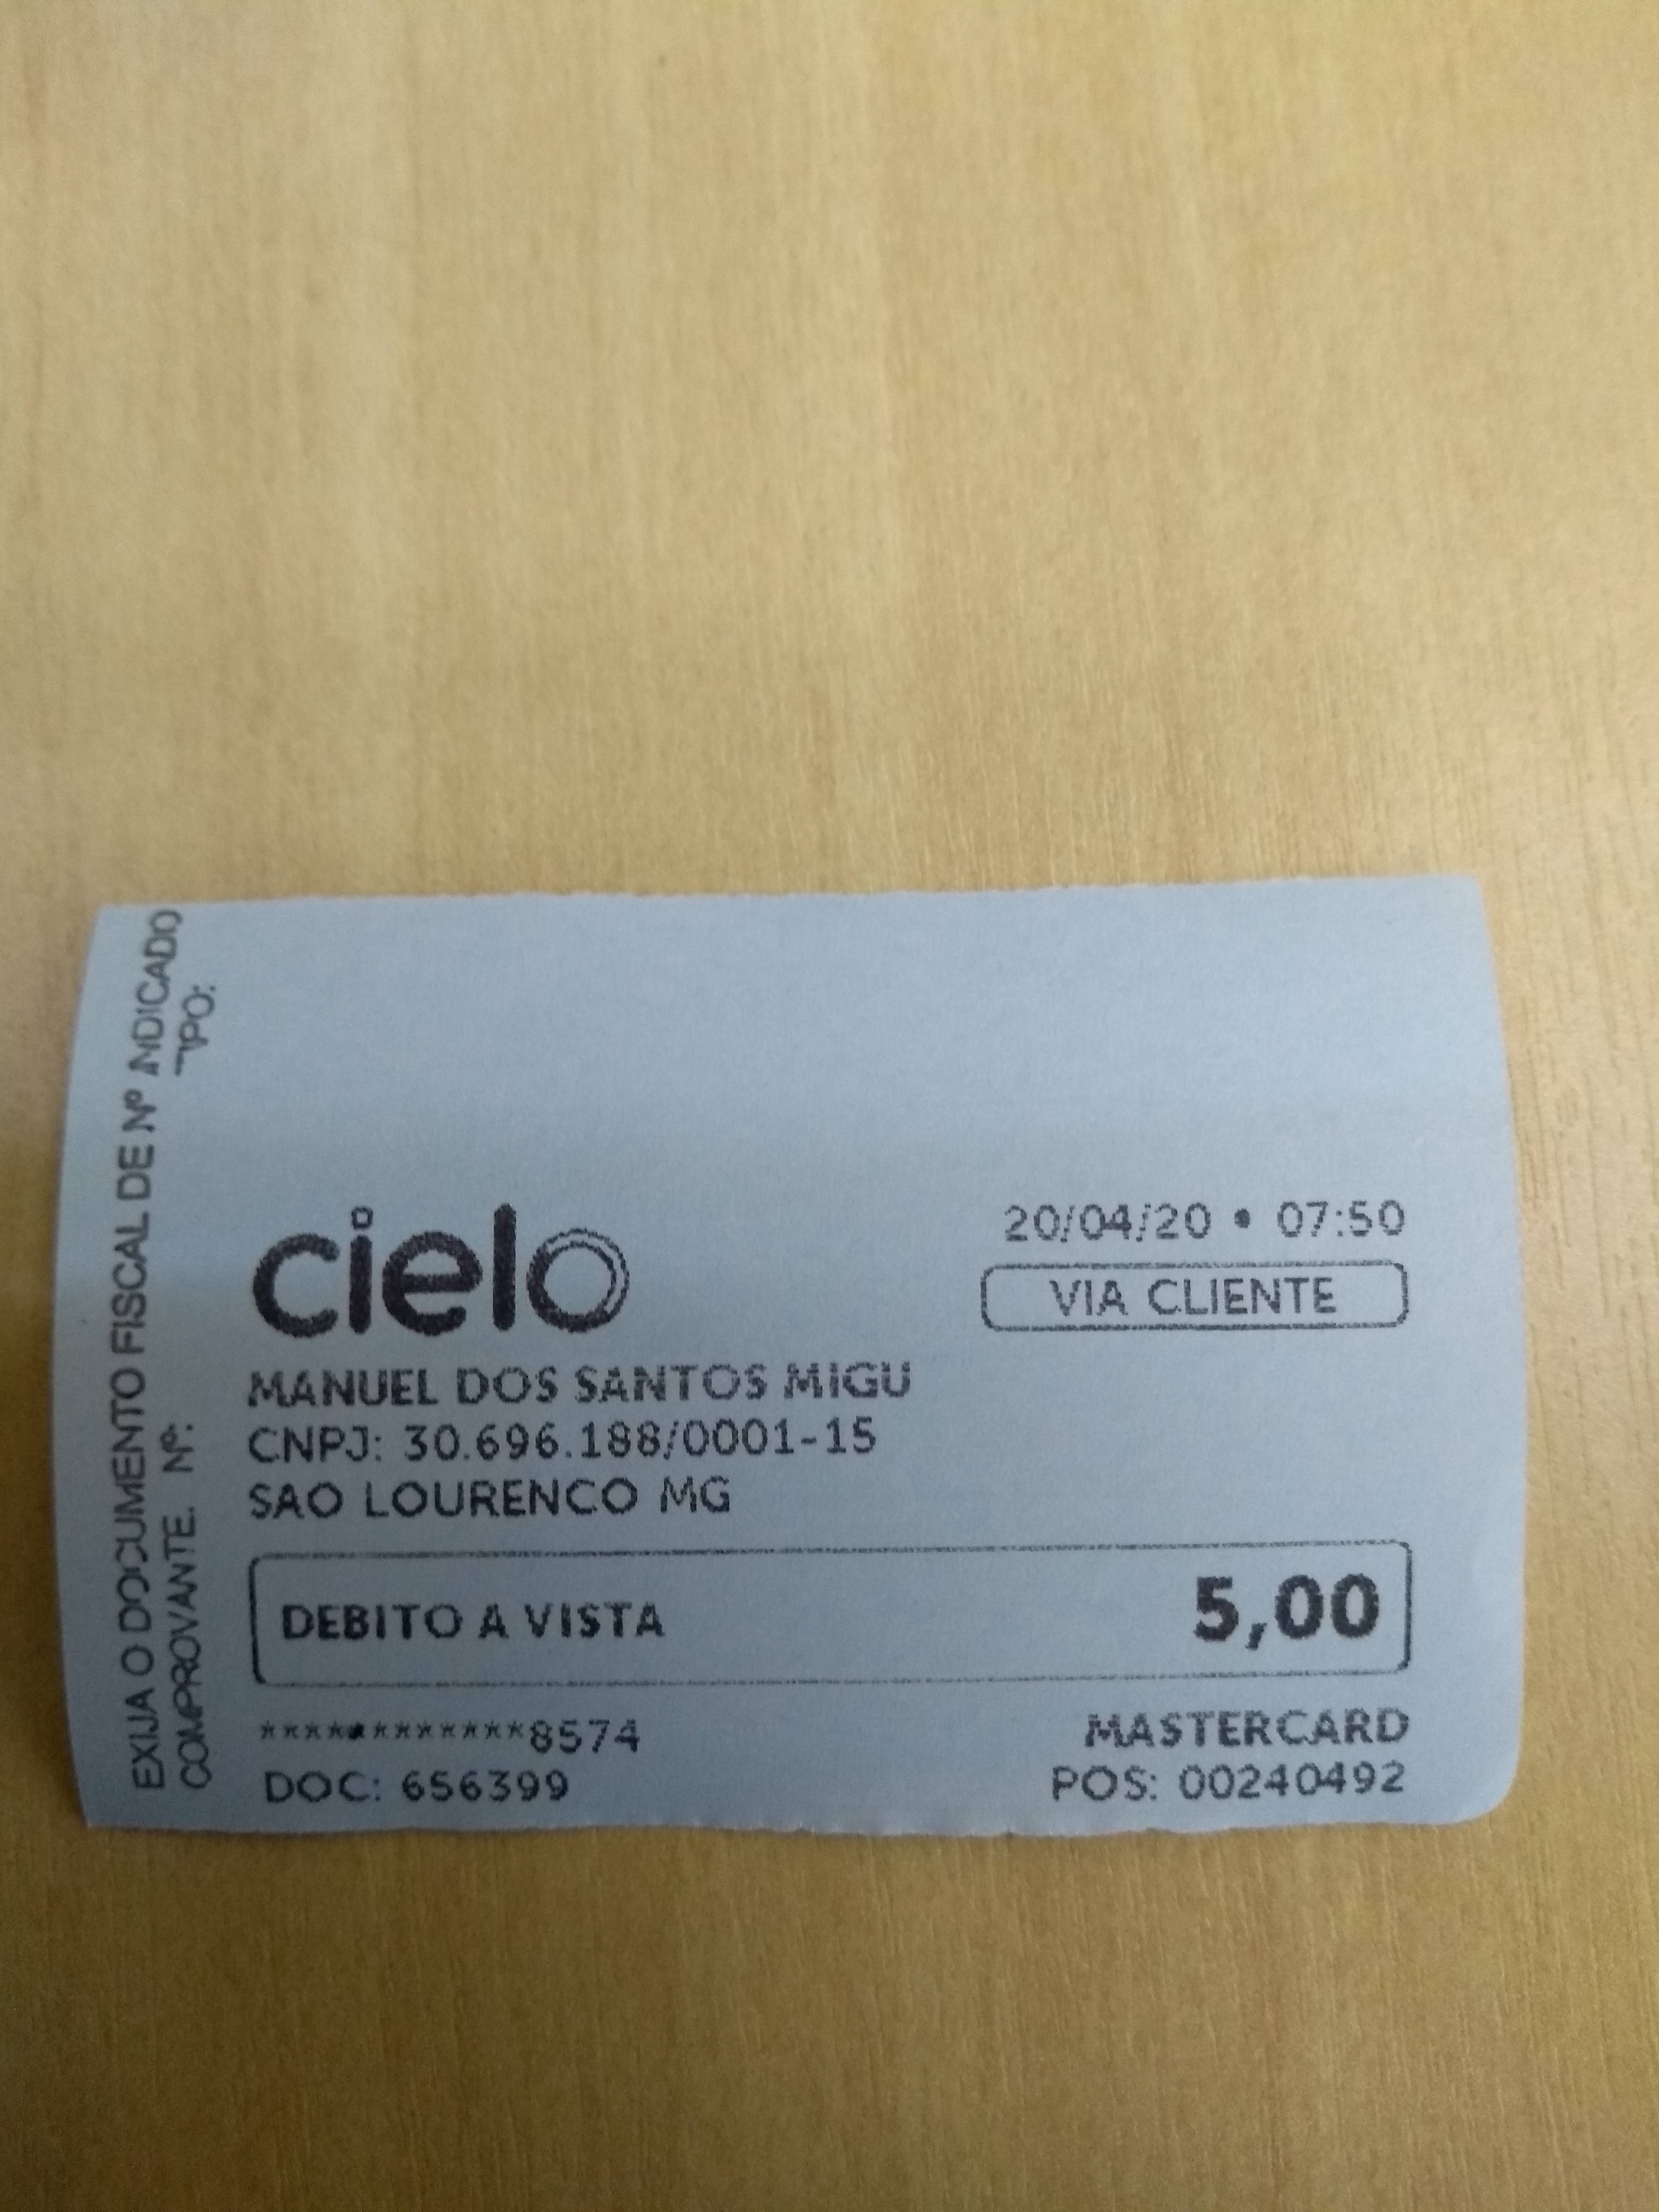 EXIJA O DOCUMENTO FISCAL DE Nº INDICADO
COMPROVANTE. Nº: TIPO:
cielo
20/04/20 • 07:50
VIA CLIENTE
MANUEL DOS SANTOS MIGU
CNPJ: 30.696.188/0001-15
SAO LOURENCO MG
DEBITO A VISTA 5,00
************8574 MASTERCARD
DOC: 656399 POS: 00240492